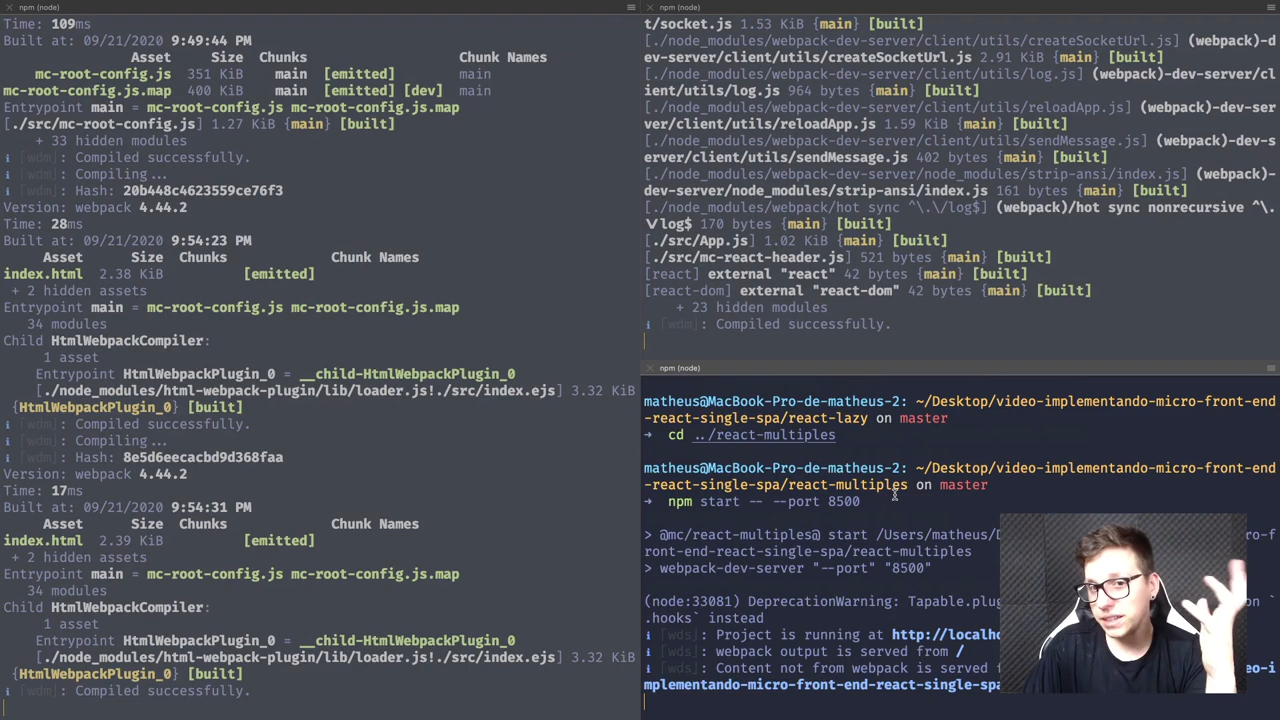 npm (node)
Time: 109ms
Built at: 09/21/2020 9:49:44 PM
Asset Size Chunks Chunk Names
mc-root-config.js 351 KiB main [emitted] main
mc-root-config.js.map 400 KiB main [emitted] [dev] main
Entrypoint main = mc-root-config.js mc-root-config.js.map
[./src/mc-root-config.js] 1.27 KiB {main} [built]
+ 33 hidden modules
ℹ ｢wdm｣: Compiled successfully.
ℹ ｢wdm｣: Compiling...
ℹ ｢wdm｣: Hash: 20b448c4623559ce76f3
Version: webpack 4.44.2
Time: 28ms
Built at: 09/21/2020 9:54:23 PM
Asset Size Chunks Chunk Names
index.html 2.38 KiB [emitted]
+ 2 hidden assets
Entrypoint main = mc-root-config.js mc-root-config.js.map
34 modules
Child HtmlWebpackCompiler:
1 asset
Entrypoint HtmlWebpackPlugin_0 = __child-HtmlWebpackPlugin_0
[./node_modules/html-webpack-plugin/lib/loader.js!./src/index.ejs] 3.32 KiB
{HtmlWebpackPlugin_0} [built]
ℹ ｢wdm｣: Compiled successfully.
ℹ ｢wdm｣: Compiling...
ℹ ｢wdm｣: Hash: 8e5d6eecacbd9d368faa
Version: webpack 4.44.2
Time: 17ms
Built at: 09/21/2020 9:54:31 PM
Asset Size Chunks Chunk Names
index.html 2.39 KiB [emitted]
+ 2 hidden assets
Entrypoint main = mc-root-config.js mc-root-config.js.map
34 modules
Child HtmlWebpackCompiler:
1 asset
Entrypoint HtmlWebpackPlugin_0 = __child-HtmlWebpackPlugin_0
[./node_modules/html-webpack-plugin/lib/loader.js!./src/index.ejs] 3.32 KiB
{HtmlWebpackPlugin_0} [built]
ℹ ｢wdm｣: Compiled successfully.
npm (node)
t/socket.js 1.53 KiB {main} [built]
[./node_modules/webpack-dev-server/client/utils/createSocketUrl.js] (webpack)-d
ev-server/client/utils/createSocketUrl.js 2.91 KiB {main} [built]
[./node_modules/webpack-dev-server/client/utils/log.js] (webpack)-dev-server/cl
ient/utils/log.js 964 bytes {main} [built]
[./node_modules/webpack-dev-server/client/utils/reloadApp.js] (webpack)-dev-ser
ver/client/utils/reloadApp.js 1.59 KiB {main} [built]
[./node_modules/webpack-dev-server/client/utils/sendMessage.js] (webpack)-dev-s
erver/client/utils/sendMessage.js 402 bytes {main} [built]
[./node_modules/webpack-dev-server/node_modules/strip-ansi/index.js] (webpack)-
dev-server/node_modules/strip-ansi/index.js 161 bytes {main} [built]
[./node_modules/webpack/hot sync ^\.\/log$] (webpack)/hot sync nonrecursive ^\.
\/log$ 170 bytes {main} [built]
[./src/App.js] 1.02 KiB {main} [built]
[./src/mc-react-header.js] 521 bytes {main} [built]
[react] external "react" 42 bytes {main} [built]
[react-dom] external "react-dom" 42 bytes {main} [built]
+ 23 hidden modules
ℹ ｢wdm｣: Compiled successfully.
npm (node)
matheus@MacBook-Pro-de-matheus-2: ~/Desktop/video-implementando-micro-front-end
-react-single-spa/react-lazy on master
→ cd ../react-multiples
matheus@MacBook-Pro-de-matheus-2: ~/Desktop/video-implementando-micro-front-end
-react-single-spa/react-multiples on master
→ npm start -- --port 8500
> @mc/react-multiples@ start /Users/matheus/D
ront-end-react-single-spa/react-multiples cro-f
> webpack-dev-server "--port" "8500"
(node:33081) DeprecationWarning: Tapable.plug on `
.hooks` instead
ℹ ｢wds｣: Project is running at http://localho
ℹ ｢wds｣: webpack output is served from /
ℹ ｢wds｣: Content not from webpack is served f eo-i
mplementando-micro-front-end-react-single-spa